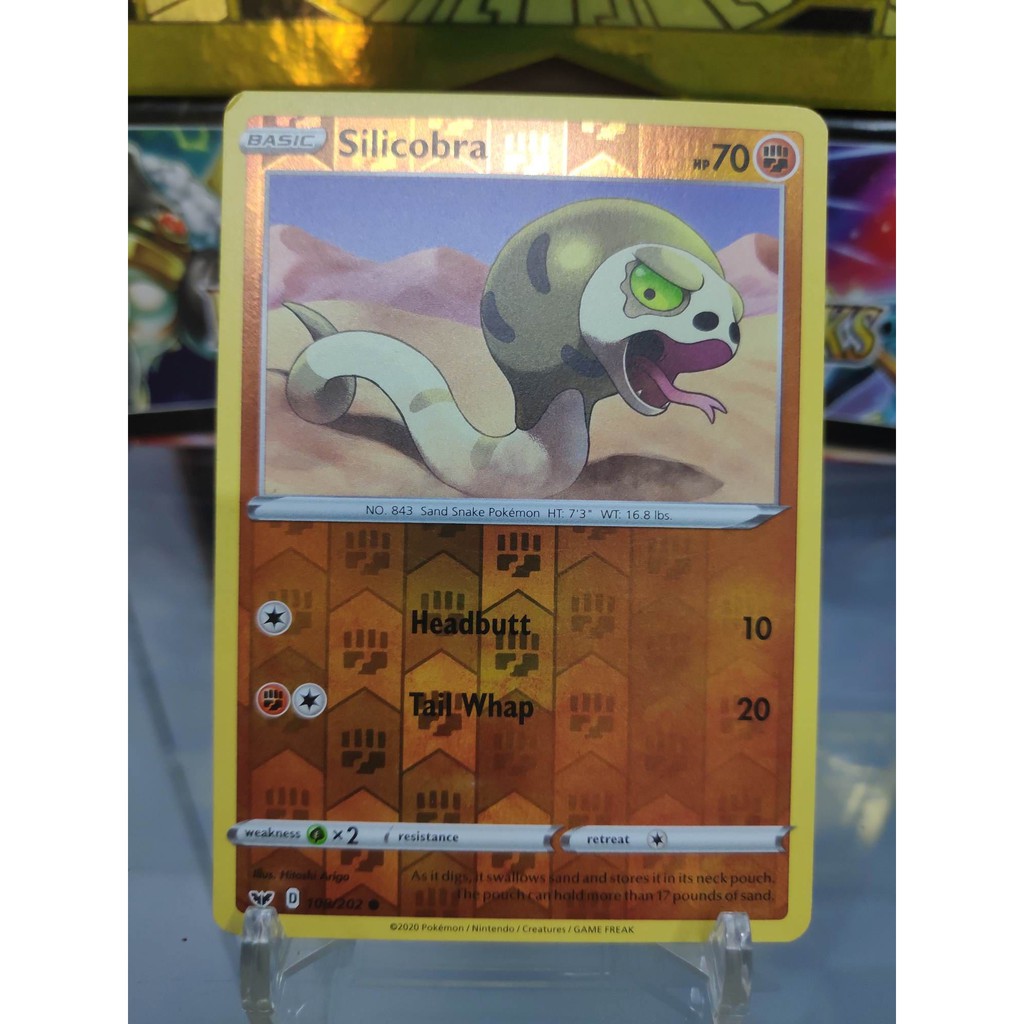 BASIC Silicobra HP 70
NO. 843 Sand Snake Pokémon HT: 7'3" WT: 16.8 lbs.
Headbutt 10
Tail Whap 20
weakness ×2 resistance retreat
Illus. Hitoshi Ariga
As it digs, it swallows sand and stores it in its neck pouch.
The pouch can hold more than 17 pounds of sand.
D /202
©2020 Pokémon / Nintendo / Creatures / GAME FREAK